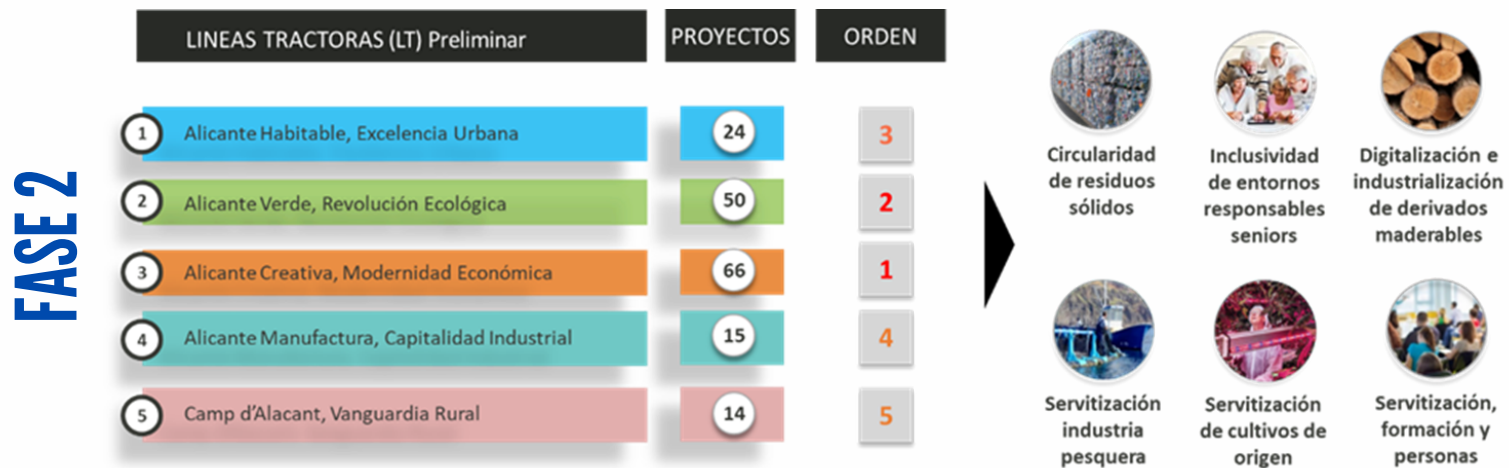 FASE 2
LINEAS TRACTORAS (LT) Preliminar
PROYECTOS
ORDEN
1
Alicante Habitable, Excelencia Urbana
24
3
2
Alicante Verde, Revolución Ecológica
50
2
3
Alicante Creativa, Modernidad Económica
66
1
4
Alicante Manufactura, Capitalidad Industrial
15
4
5
Camp d’Alacant, Vanguardia Rural
14
5
Circularidad
de residuos
sólidos
Inclusividad
de entornos
responsables
seniors
Digitalización e
industrialización
de derivados
maderables
Servitización
industria
pesquera
Servitización
de cultivos de
origen
Servitización,
formación y
personas